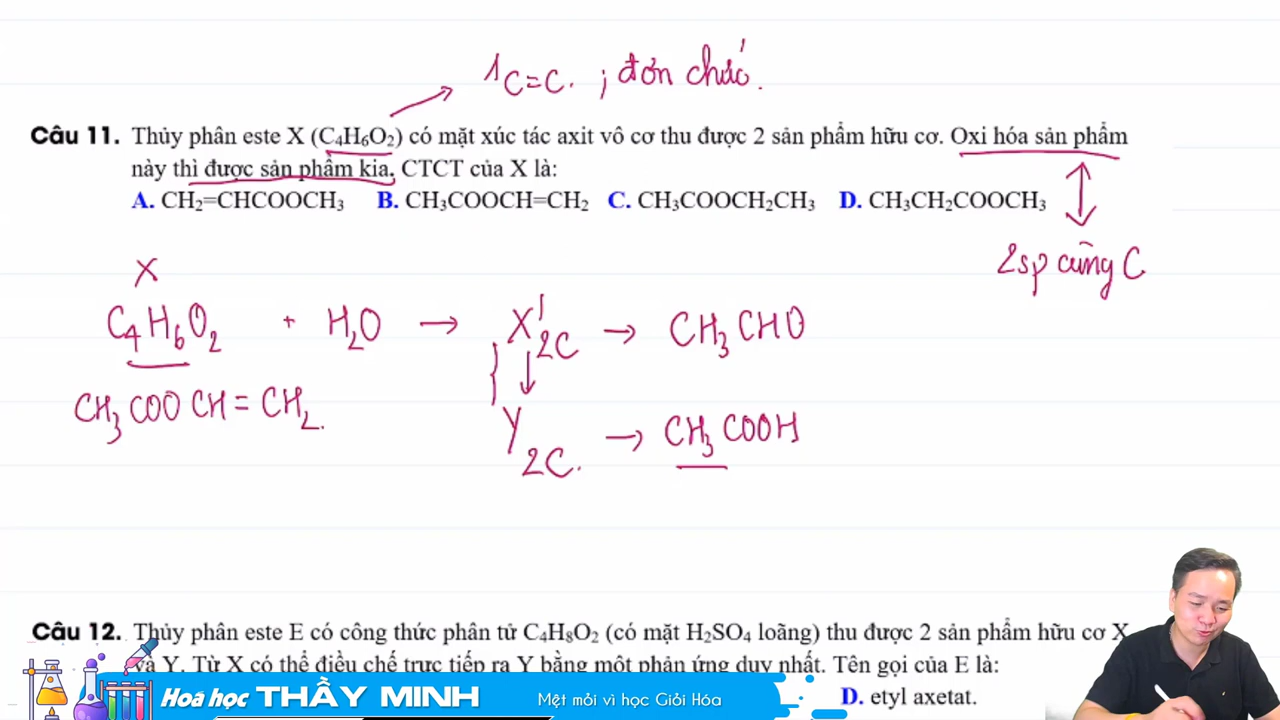 1C=C. ; đơn chức.
Câu 11. Thủy phân este X (C₄H₆O₂) có mặt xúc tác axit vô cơ thu được 2 sản phẩm hữu cơ. Oxi hóa sản phẩm
này thì được sản phẩm kia. CTCT của X là:
A. CH₂=CHCOOCH₃ B. CH₃COOCH=CH₂ C. CH₃COOCH₂CH₃ D. CH₃CH₂COOCH₃
2sp cùng C
X
C₄H₆O₂ + H₂O → X' 2C → CH₃CHO
CH₃COOCH=CH₂.
Y 2C. → CH₃COOH
Câu 12. Thủy phân este E có công thức phân tử C₄H₈O₂ (có mặt H₂SO₄ loãng) thu được 2 sản phẩm hữu cơ X
và Y. Từ X có thể điều chế trực tiếp ra Y bằng một phản ứng duy nhất. Tên gọi của E là:
D. etyl axetat.
Hoá học THẦY MINH Mệt mỏi vì học Giỏi Hóa